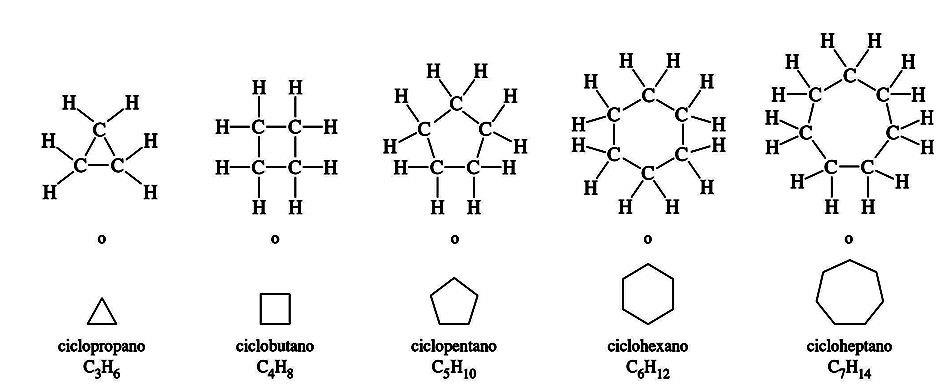 H H
C
H H
C C
H H
o
ciclopropano
C₃H₆
H H
H C C H
H C C H
H H
o
ciclobutano
C₄H₈
H H
H C H
C C
H H
H C C H
H H
o
ciclopentano
C₅H₁₀
H H
H H
C
C C
H H
H H
C C
C
H H
H H
o
ciclohexano
C₆H₁₂
H H
H H
C
H C C H
H H
C C
H H
C C
H H
H H
o
cicloheptano
C₇H₁₄